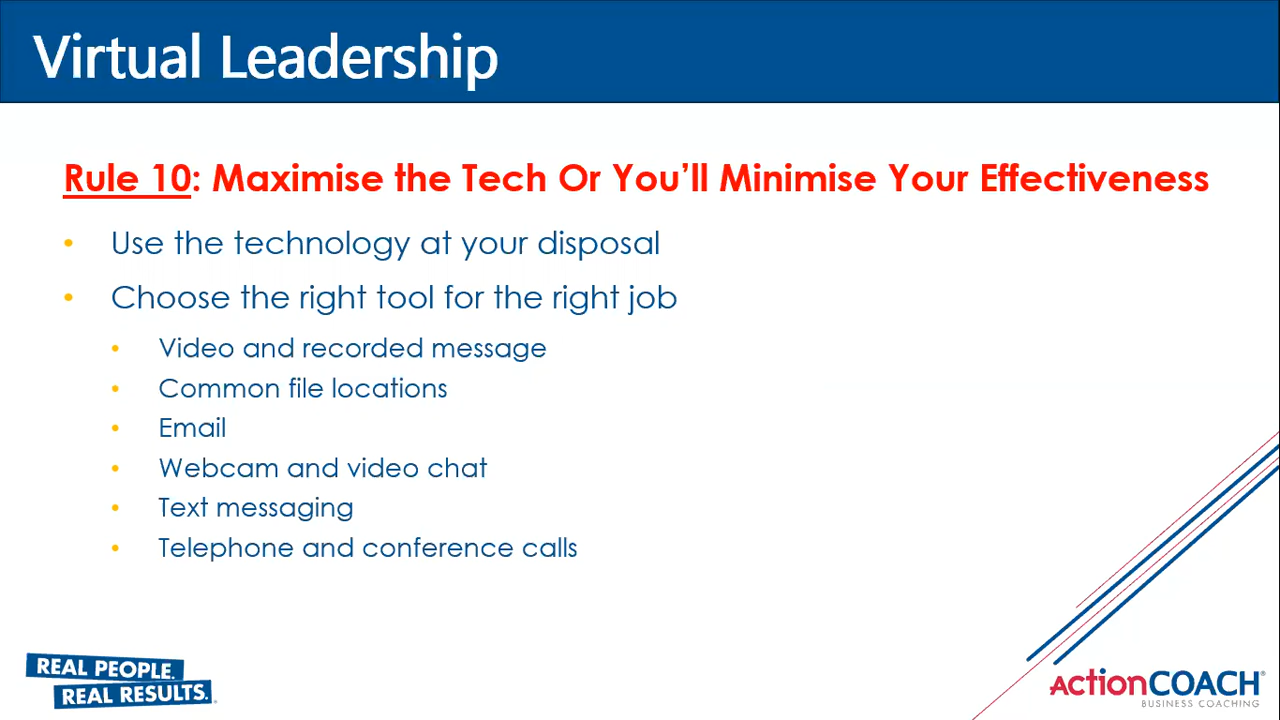 Virtual Leadership
Rule 10: Maximise the Tech Or You’ll Minimise Your Effectiveness
• Use the technology at your disposal
• Choose the right tool for the right job
• Video and recorded message
• Common file locations
• Email
• Webcam and video chat
• Text messaging
• Telephone and conference calls
REAL PEOPLE.
REAL RESULTS.
ActionCOACH®
BUSINESS COACHING